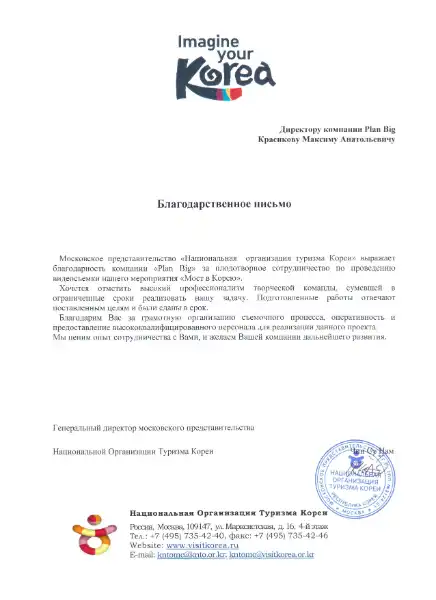 Imagine
your
Korea
Директору компании Plan Big
Красикову Максиму Анатольевичу
Благодарственное письмо
Московское представительство «Национальная организация туризма Кореи» выражает
благодарность компании «Plan Big» за плодотворное сотрудничество по проведению
видеосъемки нашего мероприятия «Мост в Корею».
Хочется отметить высокий профессионализм творческой команды, сумевшей в
ограниченные сроки реализовать нашу задачу. Подготовленные работы отвечают
поставленным целям и были сданы в срок.
Благодарим Вас за грамотную организацию съемочного процесса, оперативность и
предоставление высококвалифицированного персонала для реализации данного проекта.
Мы ценим опыт сотрудничества с Вами, и желаем Вашей компании дальнейшего развития.
Генеральный директор московского представительства
Национальной Организации Туризма Кореи
Нам
НАЦИОНАЛЬНАЯ
ОРГАНИЗАЦИЯ
ТУРИЗМА КОРЕИ
РЕСПУБЛИКА КОРЕЯ
МОСКВА
Национальная Организация Туризма Кореи
Россия, Москва, 109147, ул. Марксистская, д. 16, 4-й этаж
Тел.: +7 (495) 735-42-40, факс: +7 (495) 735-42-46
Website: www.visitkorea.ru
E-mail: kntomc@knto.or.kr, kntomc@visitkorea.or.kr